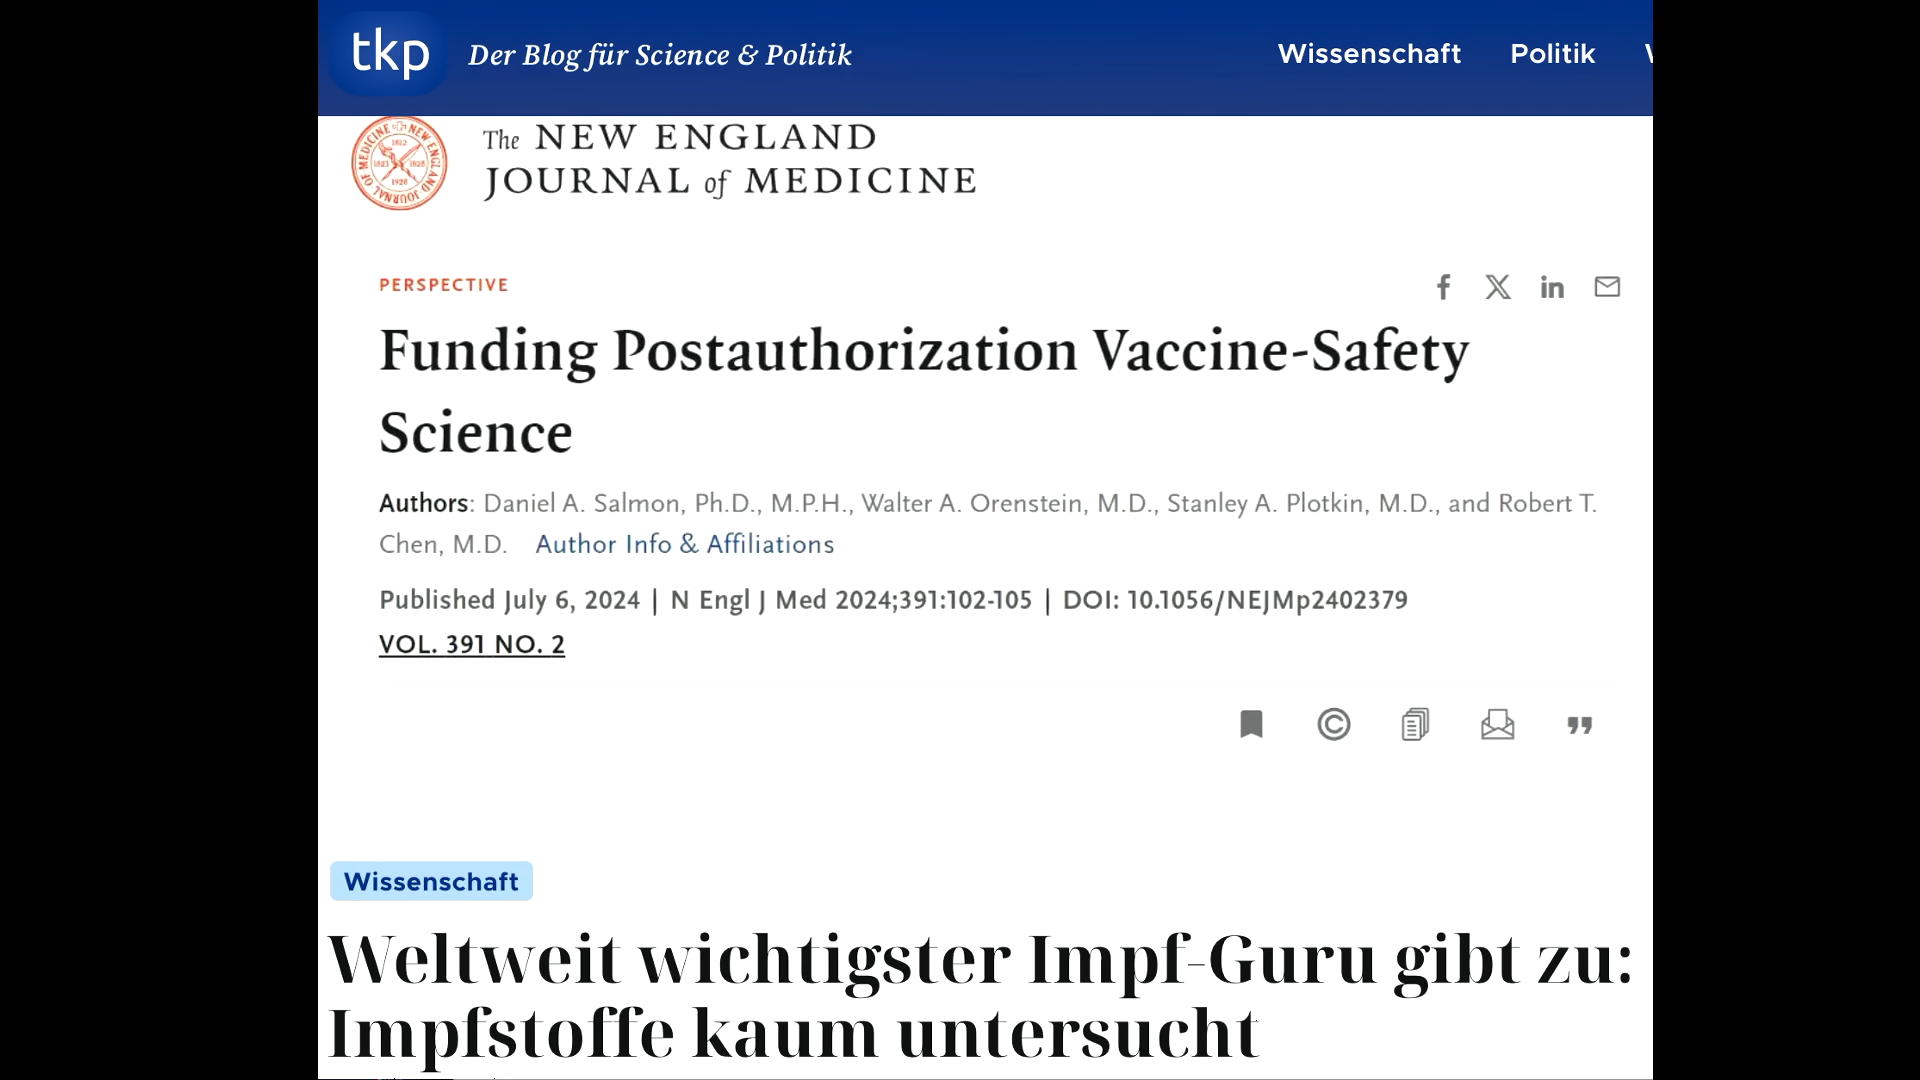 tkp Der Blog für Science & Politik Wissenschaft Politik
The NEW ENGLAND
JOURNAL of MEDICINE
PERSPECTIVE
Funding Postauthorization Vaccine-Safety
Science
Authors: Daniel A. Salmon, Ph.D., M.P.H., Walter A. Orenstein, M.D., Stanley A. Plotkin, M.D., and Robert T.
Chen, M.D. Author Info & Affiliations
Published July 6, 2024 | N Engl J Med 2024;391:102-105 | DOI: 10.1056/NEJMp2402379
VOL. 391 NO. 2
Wissenschaft
Weltweit wichtigster Impf-Guru gibt zu:
Impfstoffe kaum untersucht